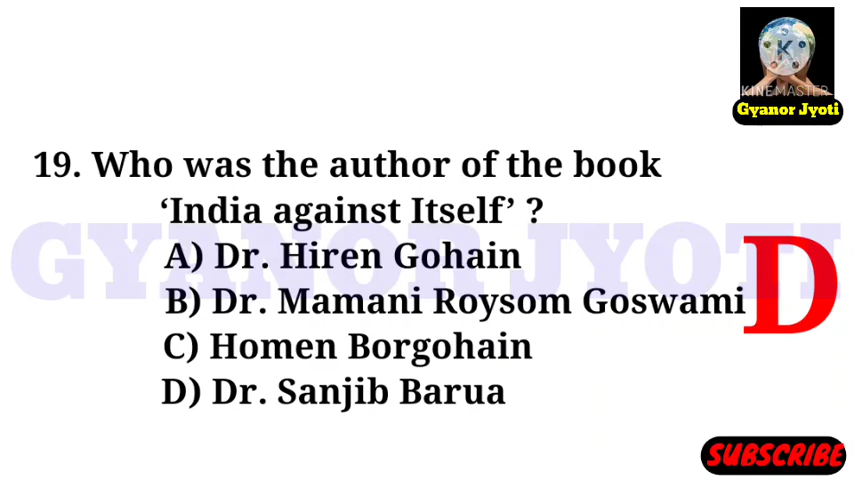 K
KINEMASTER
Gyanor Jyoti
19. Who was the author of the book
‘India against Itself’ ?
GYANOR JYOTI
A) Dr. Hiren Gohain
B) Dr. Mamani Roysom Goswami
C) Homen Borgohain
D) Dr. Sanjib Barua
D
SUBSCRIBE